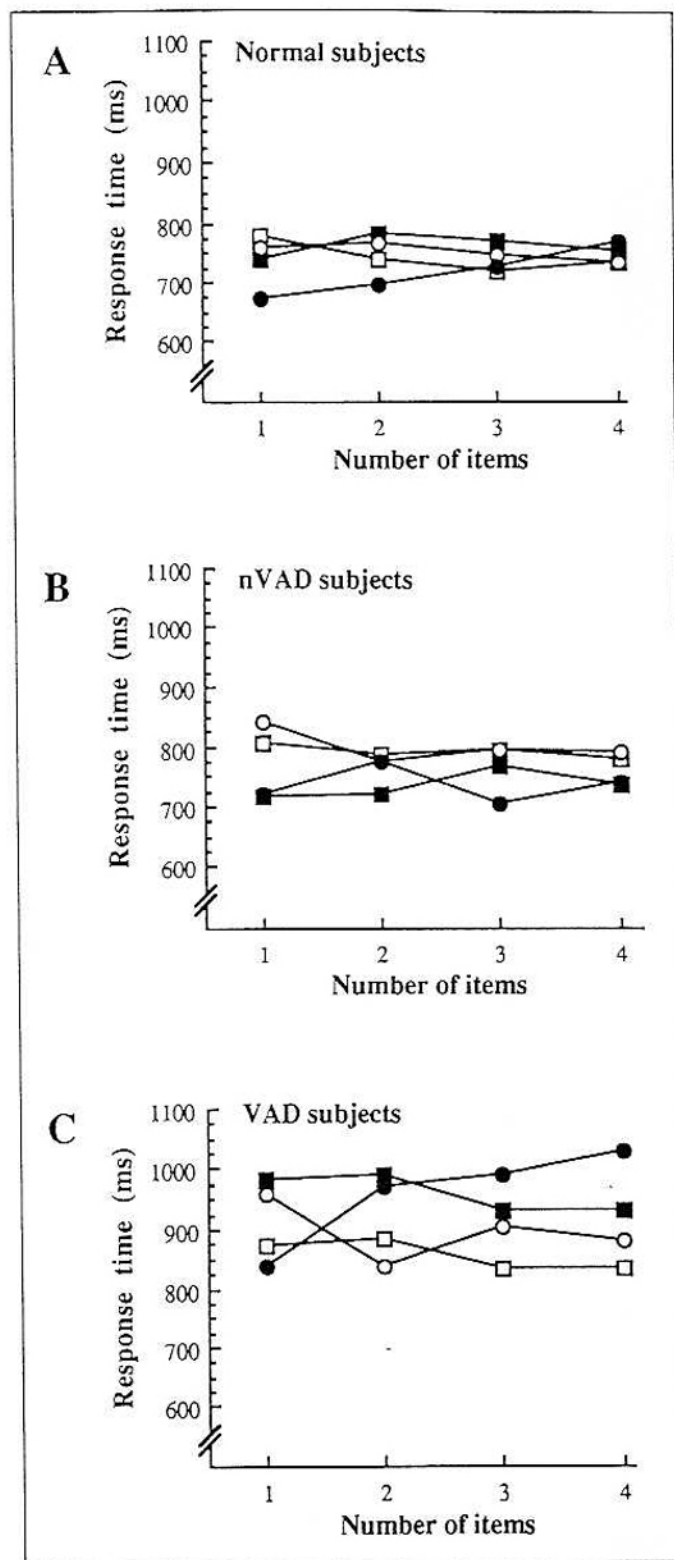 A
Normal subjects
1100
1000
900
800
700
600
Response time (ms)
1 2 3 4
Number of items
B
nVAD subjects
1100
1000
900
800
700
600
Response time (ms)
1 2 3 4
Number of items
C
VAD subjects
1100
1000
900
800
700
600
Response time (ms)
1 2 3 4
Number of items